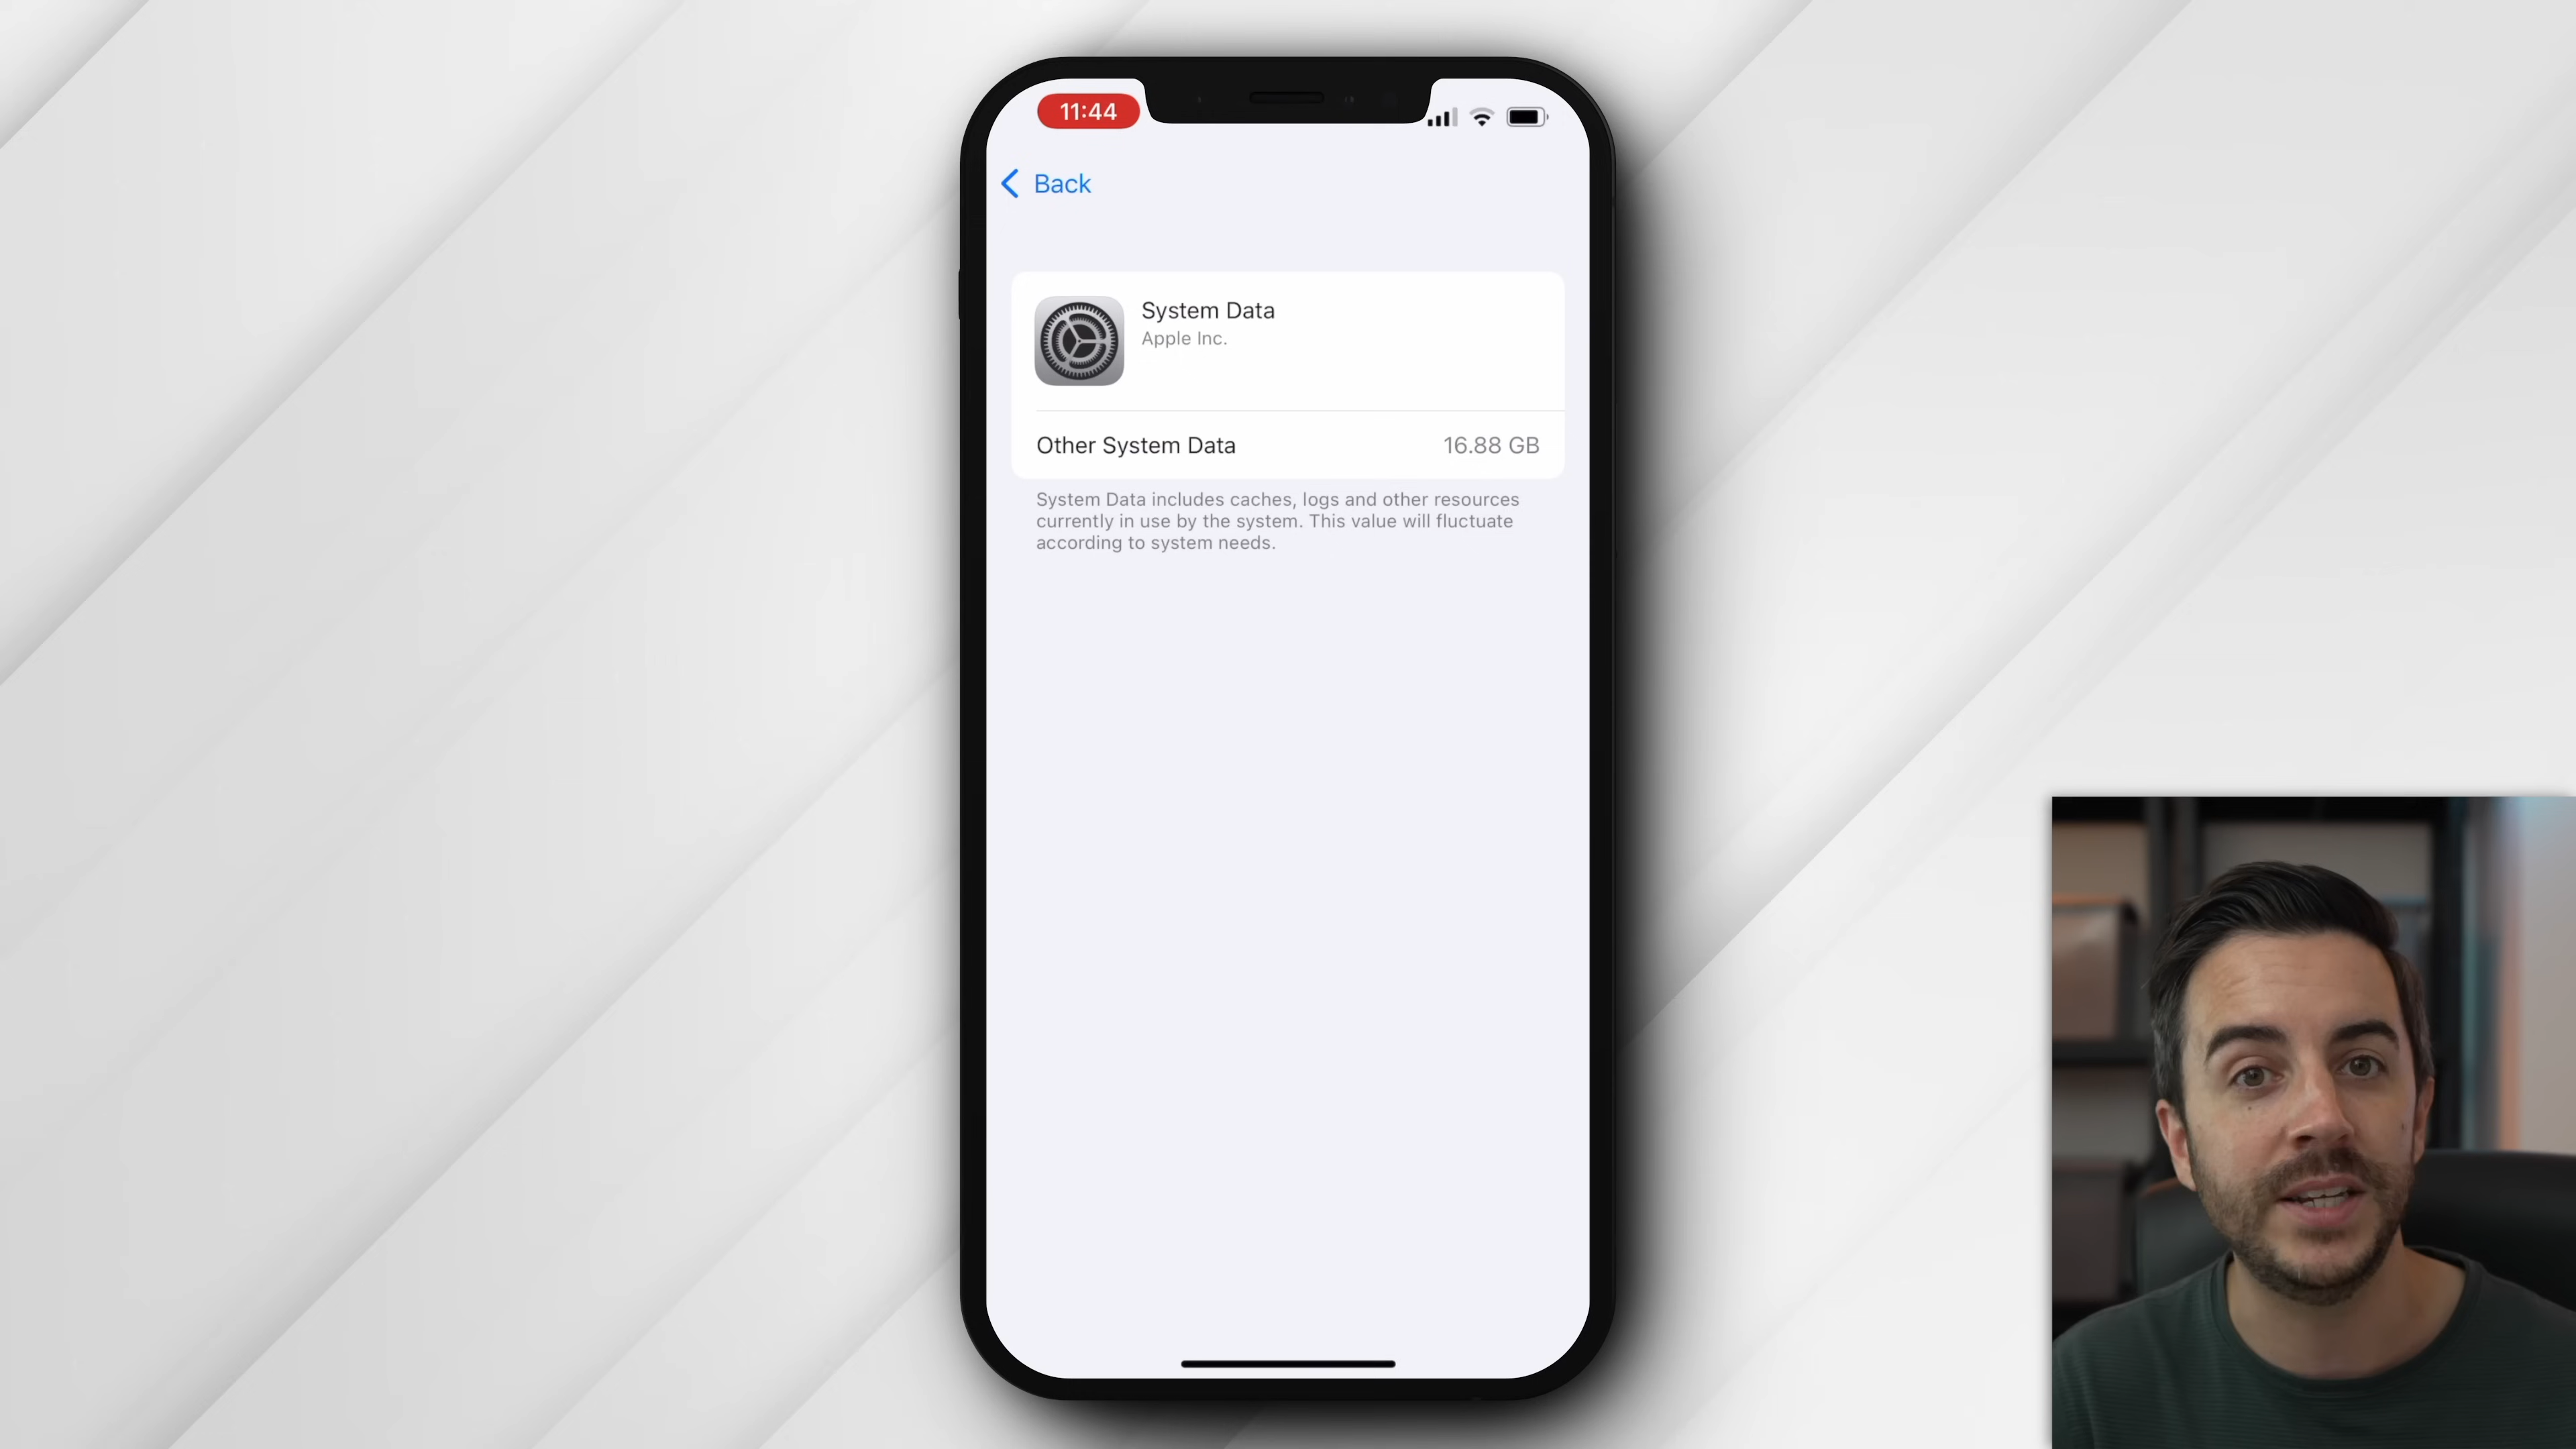 11:44
Back
System Data
Apple Inc.
Other System Data 16.88 GB
System Data includes caches, logs and other resources
currently in use by the system. This value will fluctuate
according to system needs.